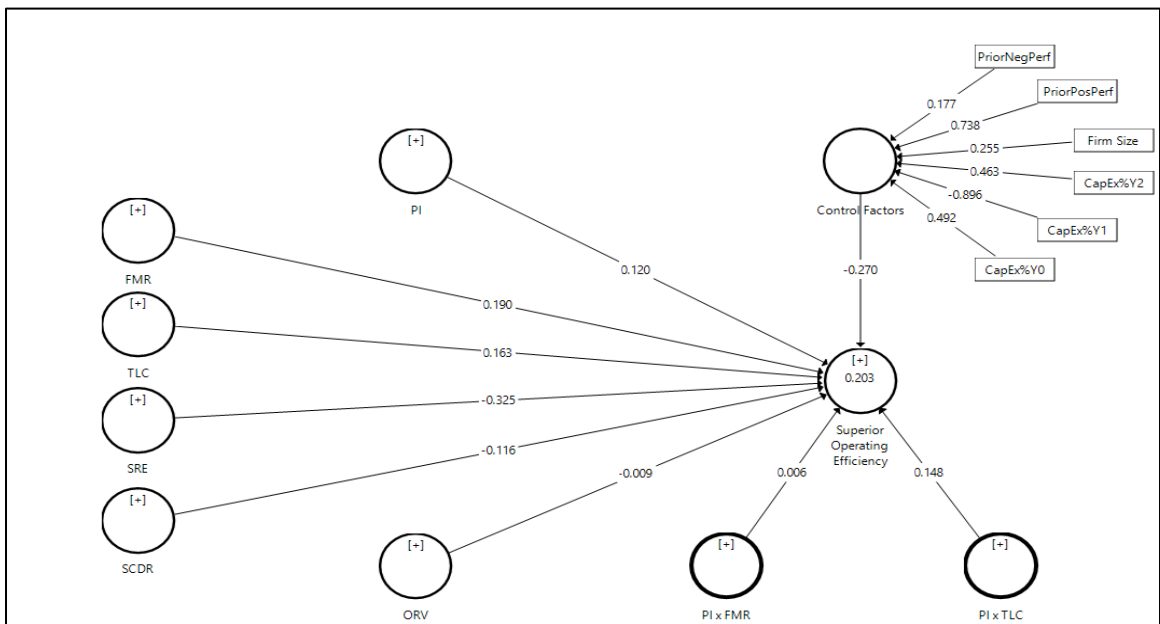 PriorNegPerf
0.177
PriorPosPerf
0.738
Firm Size
0.255
0.463
CapEx%Y2
-0.896
CapEx%Y1
0.492
CapEx%Y0
Control Factors
-0.270
[+]
PI
0.120
[+]
FMR
0.190
[+]
TLC
0.163
[+]
SRE
-0.325
[+]
SCDR
-0.116
[+]
0.203
Superior
Operating
Efficiency
[+]
ORV
-0.009
[+]
PI x FMR
0.006
[+]
PI x TLC
0.148